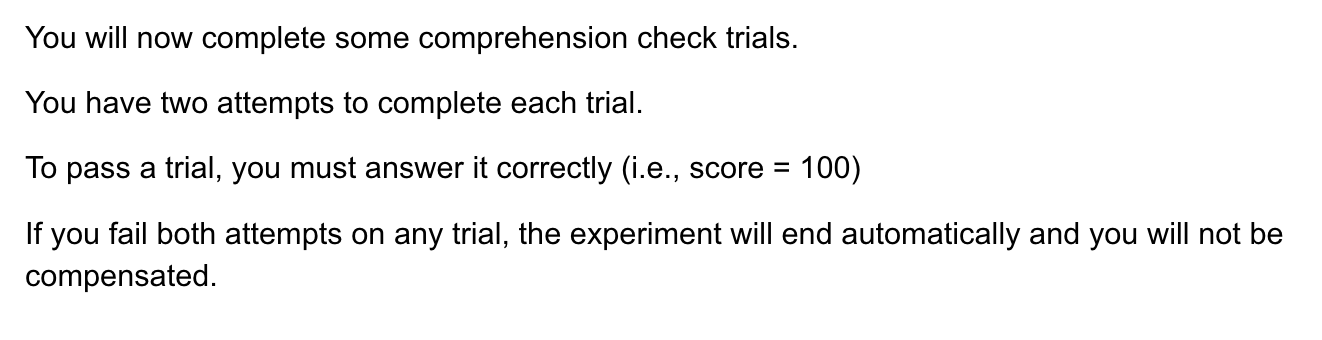 You will now complete some comprehension check trials.
You have two attempts to complete each trial.
To pass a trial, you must answer it correctly (i.e., score = 100)
If you fail both attempts on any trial, the experiment will end automatically and you will not be
compensated.